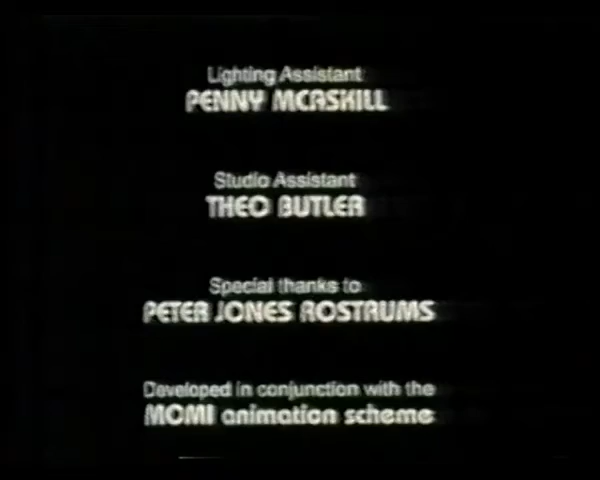 Lighting Assistant
PENNY MCASKILL
Studio Assistant
THEO BUTLER
Special thanks to
PETER JONES ROSTRUMS
Developed in conjunction with the
MOMI animation scheme